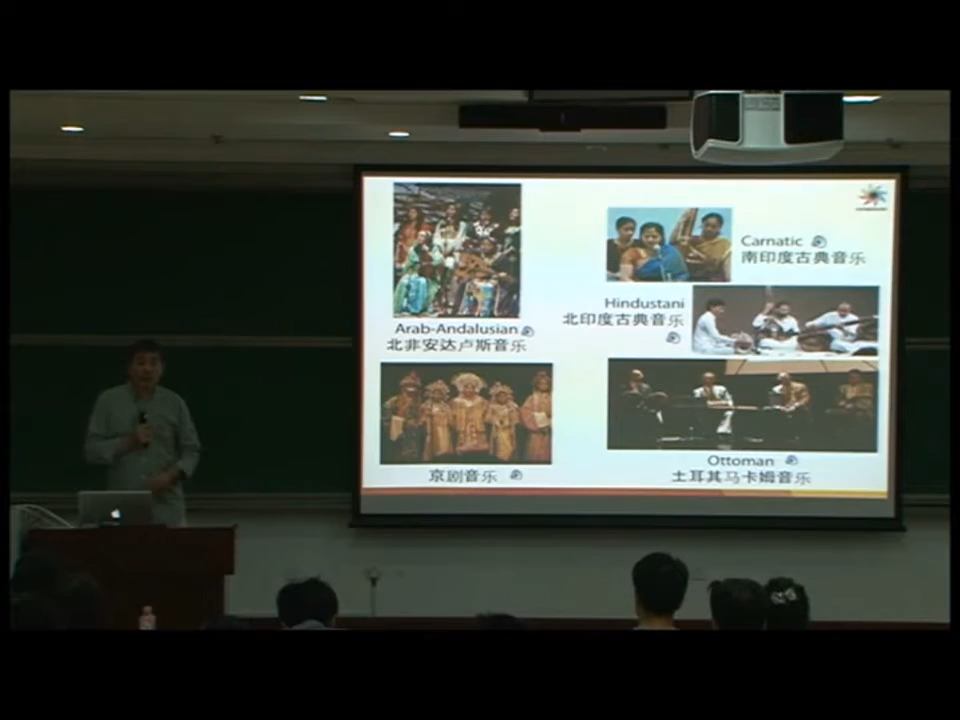 Arab-Andalusian
北非安达卢斯音乐
京剧音乐
Carnatic
南印度古典音乐
Hindustani
北印度古典音乐
Ottoman
土耳其马卡姆音乐